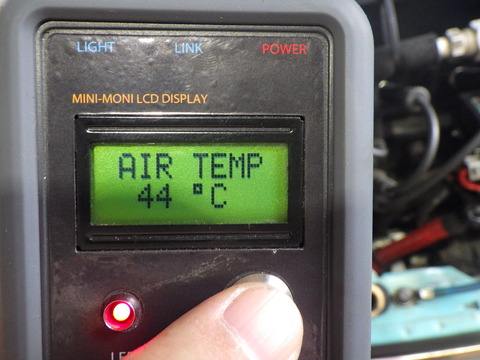 LIGHT LINK POWER
MINI-MONI LCD DISPLAY
AIR TEMP
44 °C